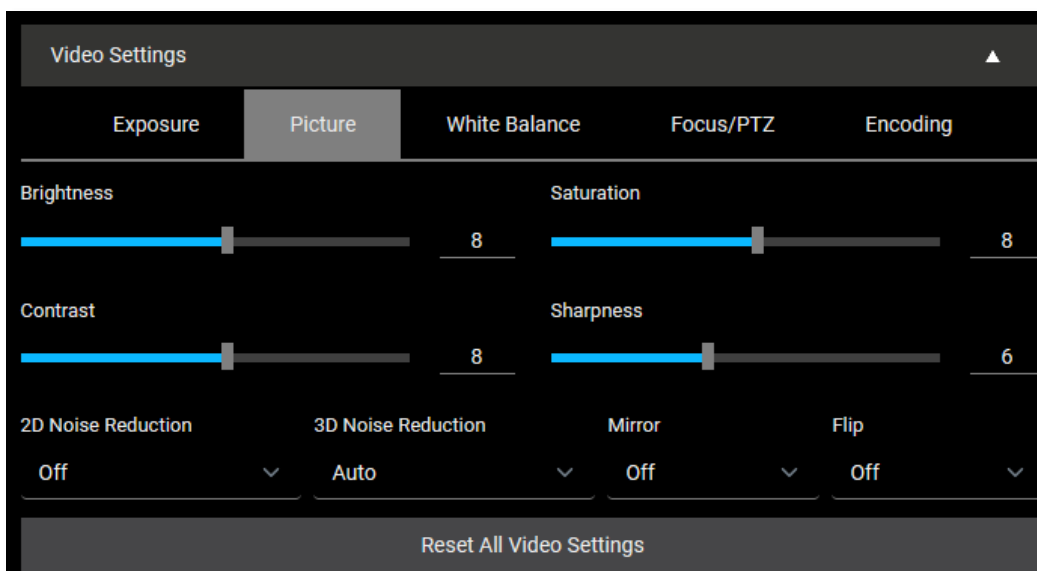 Video Settings
Exposure Picture White Balance Focus/PTZ Encoding
Brightness Saturation
8 8
Contrast Sharpness
8 6
2D Noise Reduction 3D Noise Reduction Mirror Flip
Off Auto Off Off
Reset All Video Settings